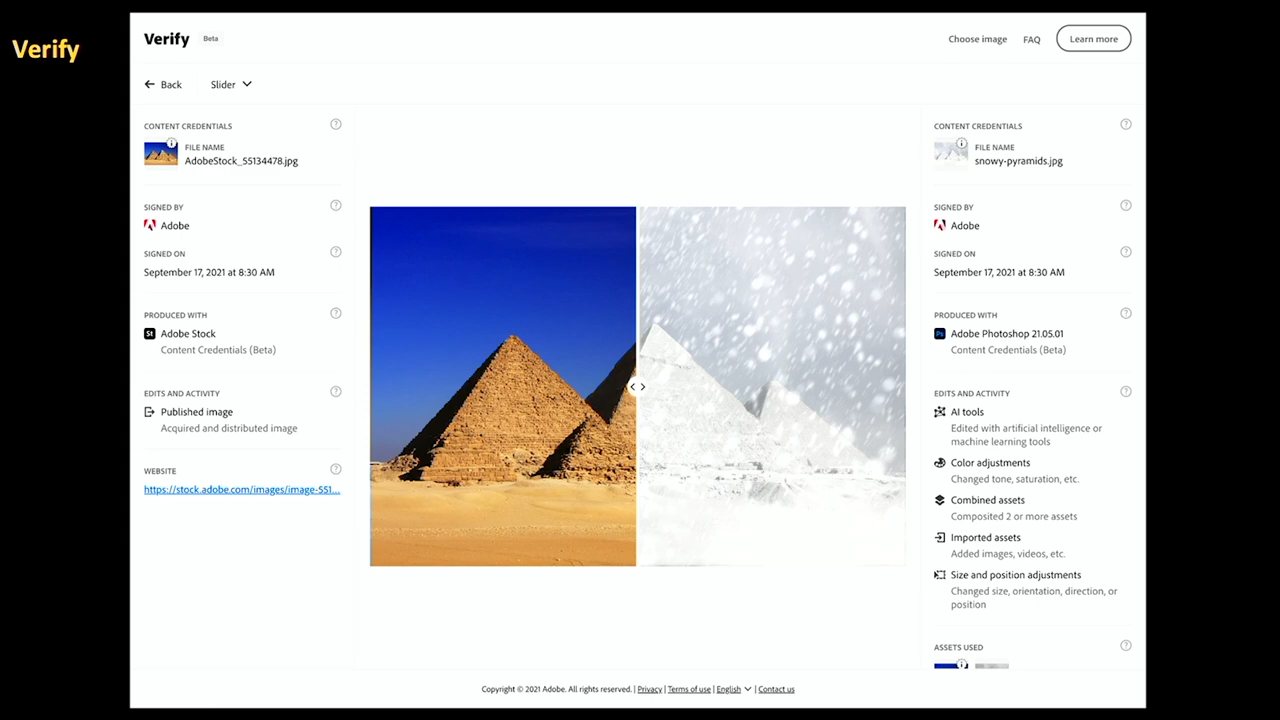 Verify
Verify Beta
Choose image FAQ Learn more
Back Slider
CONTENT CREDENTIALS
FILE NAME
AdobeStock_55134478.jpg
SIGNED BY
Adobe
SIGNED ON
September 17, 2021 at 8:30 AM
PRODUCED WITH
St Adobe Stock
Content Credentials (Beta)
EDITS AND ACTIVITY
Published image
Acquired and distributed image
WEBSITE
https://stock.adobe.com/images/image-551...
CONTENT CREDENTIALS
FILE NAME
snowy-pyramids.jpg
SIGNED BY
Adobe
SIGNED ON
September 17, 2021 at 8:30 AM
PRODUCED WITH
Ps Adobe Photoshop 21.05.01
Content Credentials (Beta)
EDITS AND ACTIVITY
AI tools
Edited with artificial intelligence or
machine learning tools
Color adjustments
Changed tone, saturation, etc.
Combined assets
Composited 2 or more assets
Imported assets
Added images, videos, etc.
Size and position adjustments
Changed size, orientation, direction, or
position
ASSETS USED
Copyright © 2021 Adobe. All rights reserved. | Privacy | Terms of use | English | Contact us